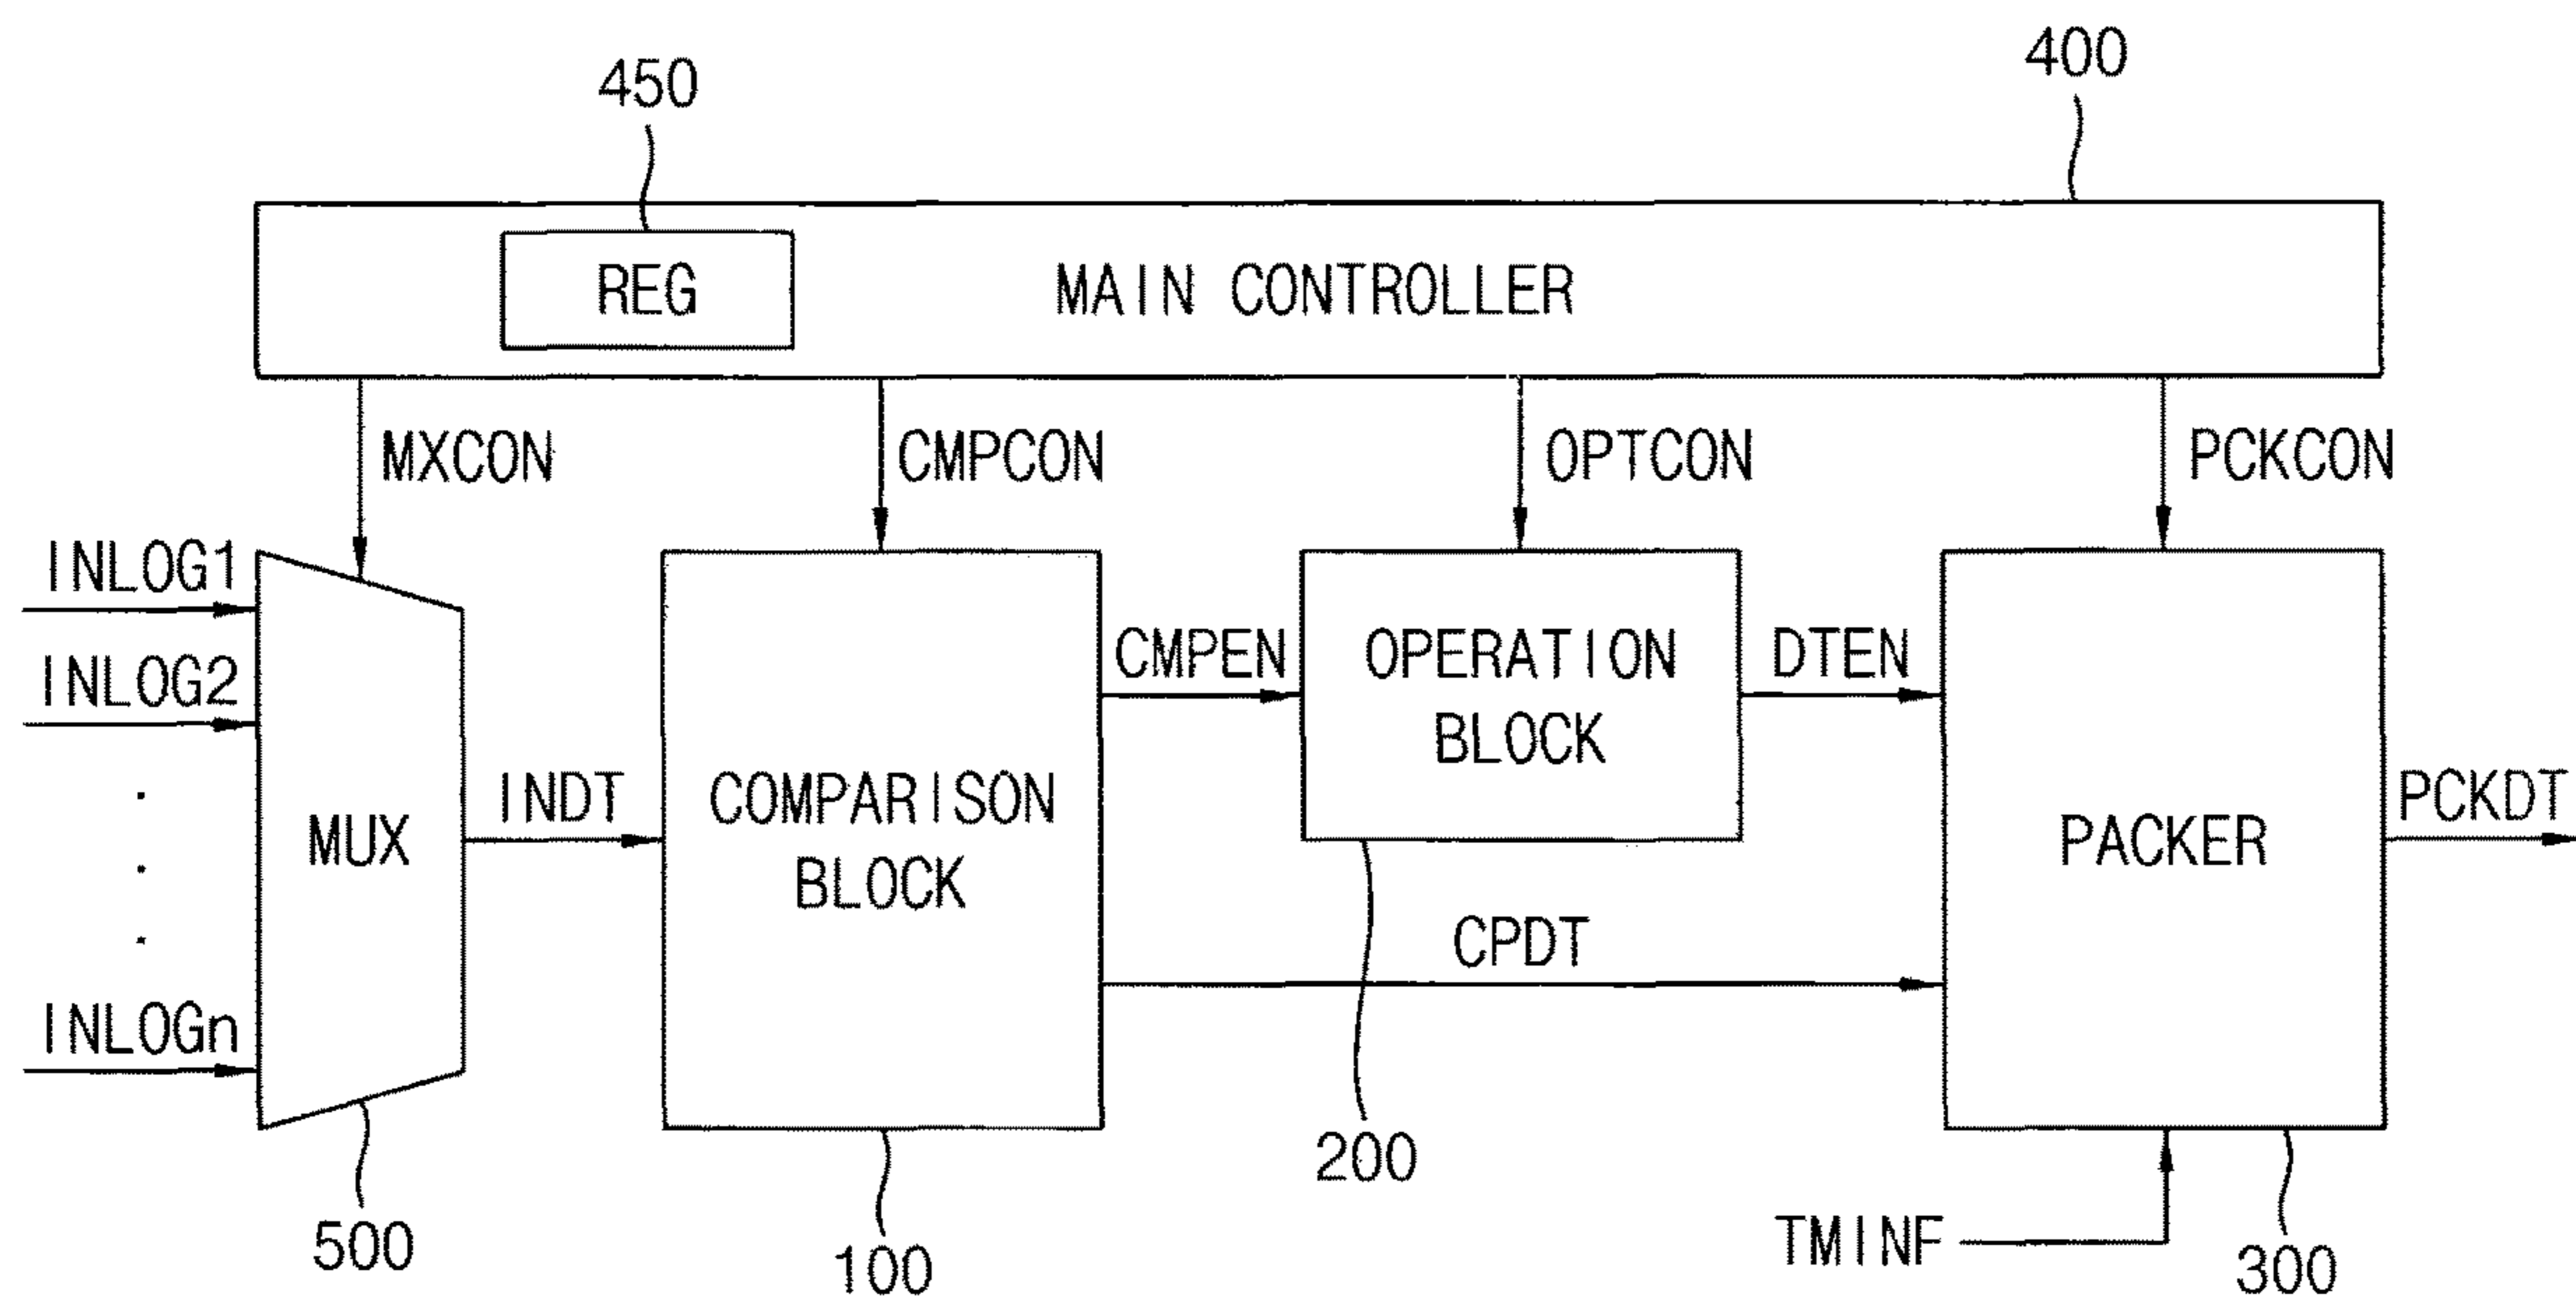 400
450
REG
MAIN CONTROLLER
MXCON
CMPCON
OPTCON
PCKCON
INLOG1
INLOG2
.
.
.
INLOGn
MUX
INDT
COMPARISON
BLOCK
CMPEN
OPERATION
BLOCK
DTEN
CPDT
PACKER
PCKDT
TMINF
500
100
200
300